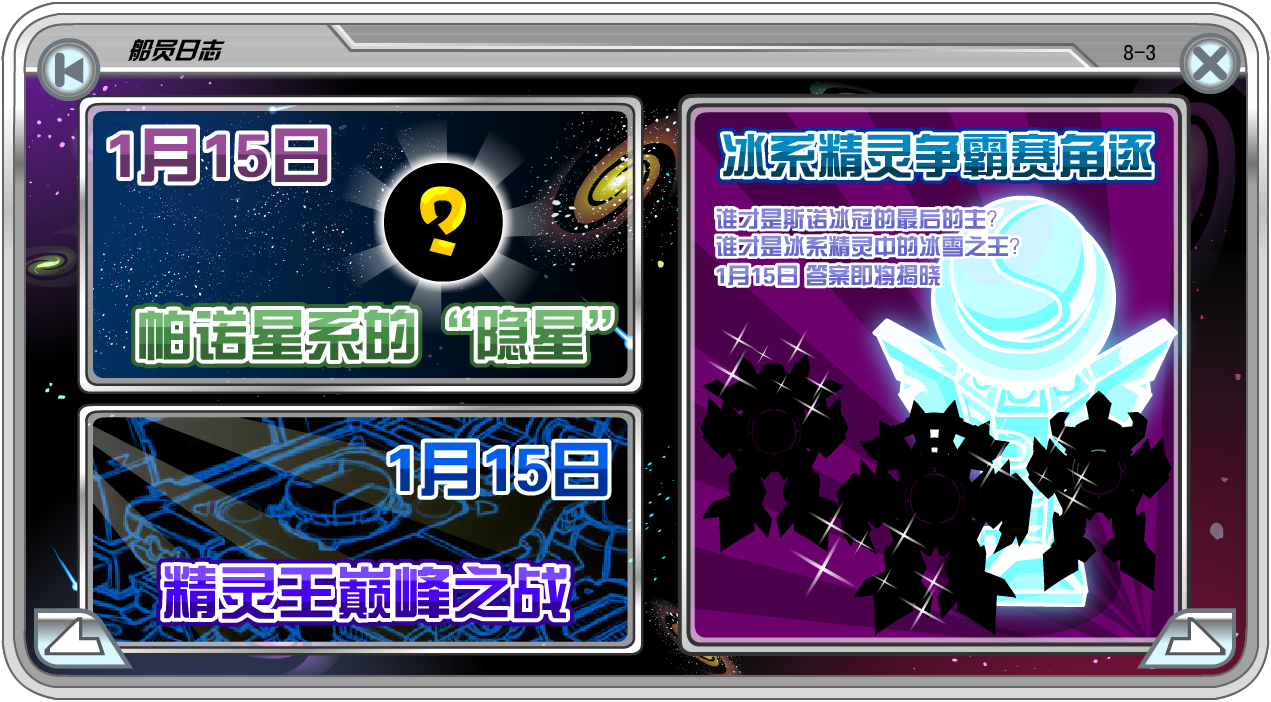 船员日志
8-3
1月15日
?
帕诺星系的“隐星”
1月15日
精灵王巅峰之战
冰系精灵争霸赛角逐
谁才是斯诺冰冠的最后的主?
谁才是冰系精灵中的冰雪之王?
1月15日 答案即将揭晓